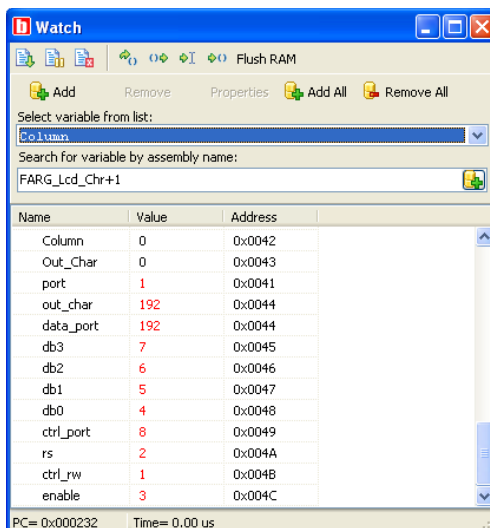 Watch
Flush RAM
Add Remove Properties Add All Remove All
Select variable from list:
Column
Search for variable by assembly name:
FARG_Lcd_Chr+1
Name Value Address
Column 0 0x0042
Out_Char 0 0x0043
port 1 0x0041
out_char 192 0x0044
data_port 192 0x0044
db3 7 0x0045
db2 6 0x0046
db1 5 0x0047
db0 4 0x0048
ctrl_port 8 0x0049
rs 2 0x004A
ctrl_rw 1 0x004B
enable 3 0x004C
PC= 0x000232 Time= 0.00 us